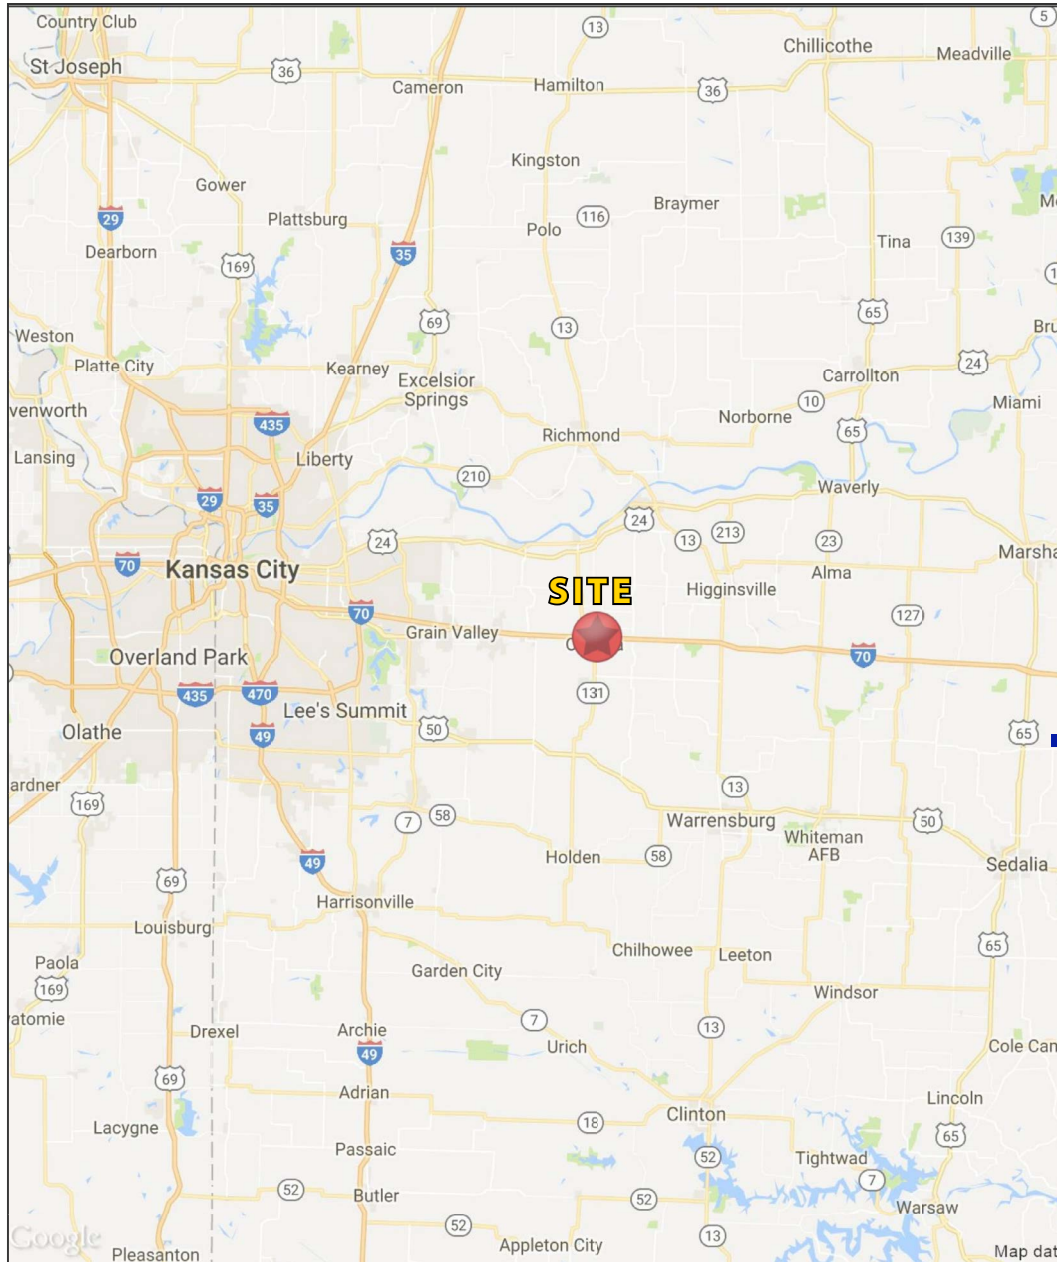 Country Club
13
5
Chillicothe
Meadville
St Joseph
36
Cameron
Hamilton
36
Kingston
Gower
Braymer
Plattsburg
116
29
Polo
Dearborn
35
Tina
139
169
1
69
13
65
Weston
Bru
Platte City
Kearney
24
Excelsior
Springs
Carrollton
venworth
10
Miami
435
Norborne
65
Richmond
Lansing
Liberty
210
Waverly
29
35
24
213
24
13
23
Marsha
70
Kansas City
Alma
SITE
Higginsville
70
127
Grain Valley
Overland Park
70
435
470
131
Lee's Summit
Olathe
49
50
65
ardner
13
169
7
58
Warrensburg
50
Whiteman
AFB
49
Holden
58
Sedalia
69
Harrisonville
Louisburg
65
Chilhowee
Leeton
Paola
Garden City
169
Windsor
ratomie
7
Drexel
Archie
13
Urich
Cole Can
49
69
Adrian
Lincoln
Clinton
18
Lacygne
65
Passaic
52
Tightwad
7
52
Butler
52
Warsaw
52
13
Google
Appleton City
Pleasanton
Map dat